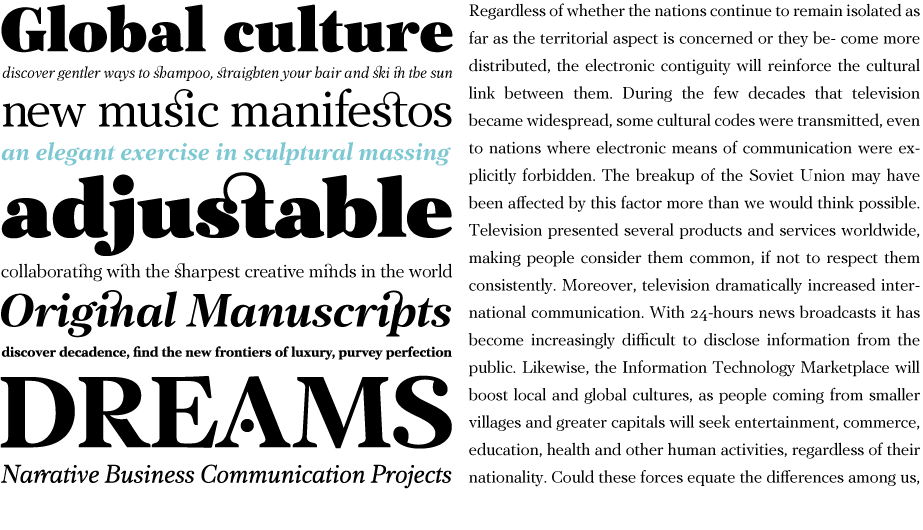 Global culture
discover gentler ways to shampoo, straighten your hair and ski in the sun
new music manifestos
an elegant exercise in sculptural massing
adjustable
collaborating with the sharpest creative minds in the world
Original Manuscripts
discover decadence, find the new frontiers of luxury, purvey perfection
DREAMS
Narrative Business Communication Projects
Regardless of whether the nations continue to remain isolated as
far as the territorial aspect is concerned or they be- come more
distributed, the electronic contiguity will reinforce the cultural
link between them. During the few decades that television
became widespread, some cultural codes were transmitted, even
to nations where electronic means of communication were ex-
plicitly forbidden. The breakup of the Soviet Union may have
been affected by this factor more than we would think possible.
Television presented several products and services worldwide,
making people consider them common, if not to respect them
consistently. Moreover, television dramatically increased inter-
national communication. With 24-hours news broadcasts it has
become increasingly difficult to disclose information from the
public. Likewise, the Information Technology Marketplace will
boost local and global cultures, as people coming from smaller
villages and greater capitals will seek entertainment, commerce,
education, health and other human activities, regardless of their
nationality. Could these forces equate the differences among us,